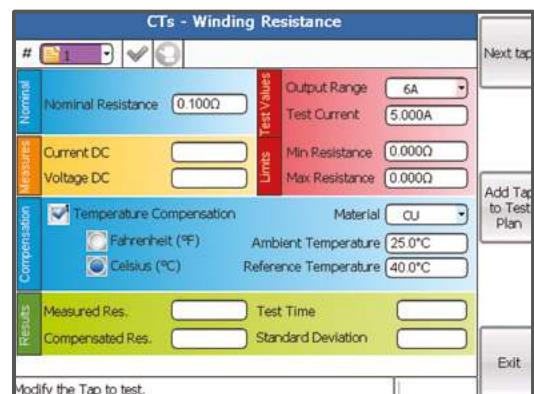 CTs - Winding Resistance
# 1
Next tap
Nominal
Nominal Resistance 0.100Ω
Test Values
Output Range 6A
Test Current 5.000A
Measures
Current DC
Voltage DC
Limits
Min Resistance 0.000Ω
Max Resistance 0.000Ω
Add Tap
to Test
Plan
Compensation
Temperature Compensation
Material CU
Fahrenheit (ºF)
Ambient Temperature 25.0°C
Celsius (ºC)
Reference Temperature 40.0°C
Results
Measured Res.
Test Time
Compensated Res.
Standard Deviation
Exit
Modify the Tap to test.